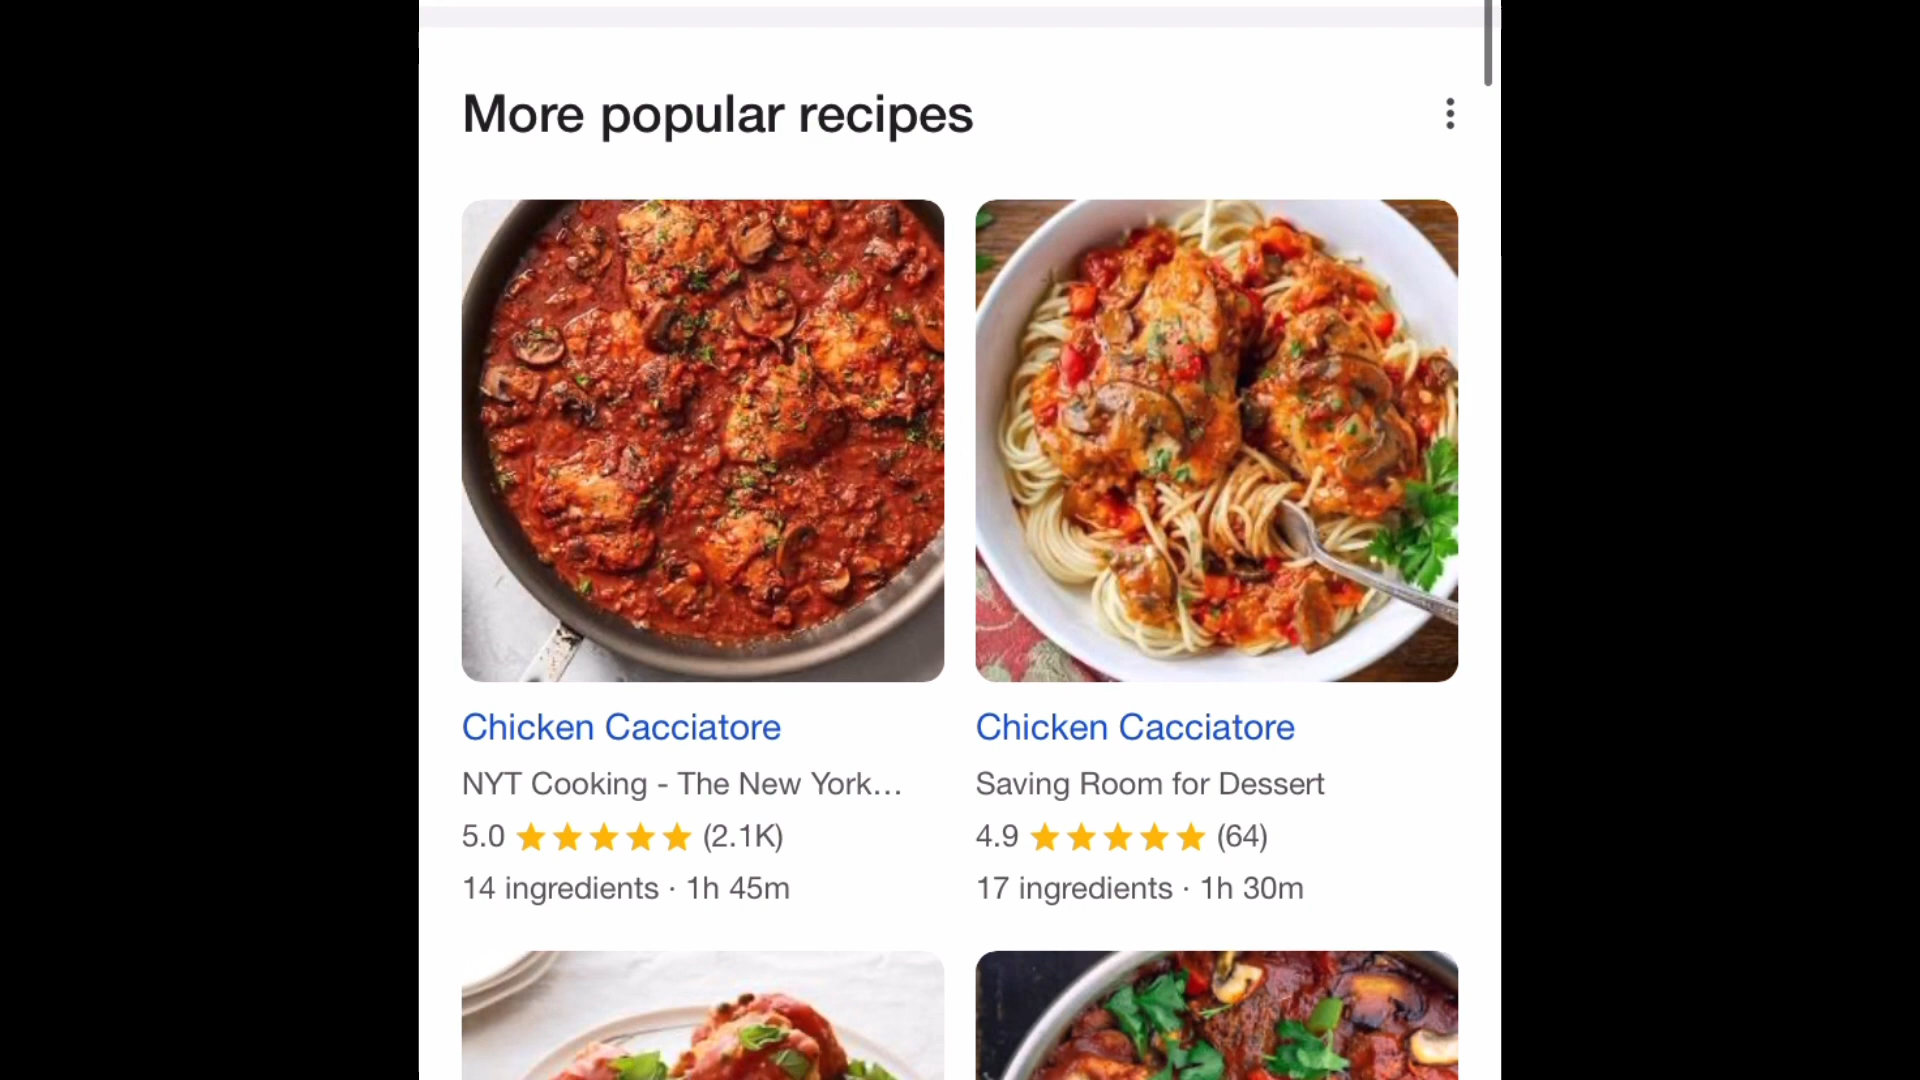 More popular recipes
Chicken Cacciatore
NYT Cooking - The New York...
5.0 (2.1K)
14 ingredients · 1h 45m
Chicken Cacciatore
Saving Room for Dessert
4.9 (64)
17 ingredients · 1h 30m